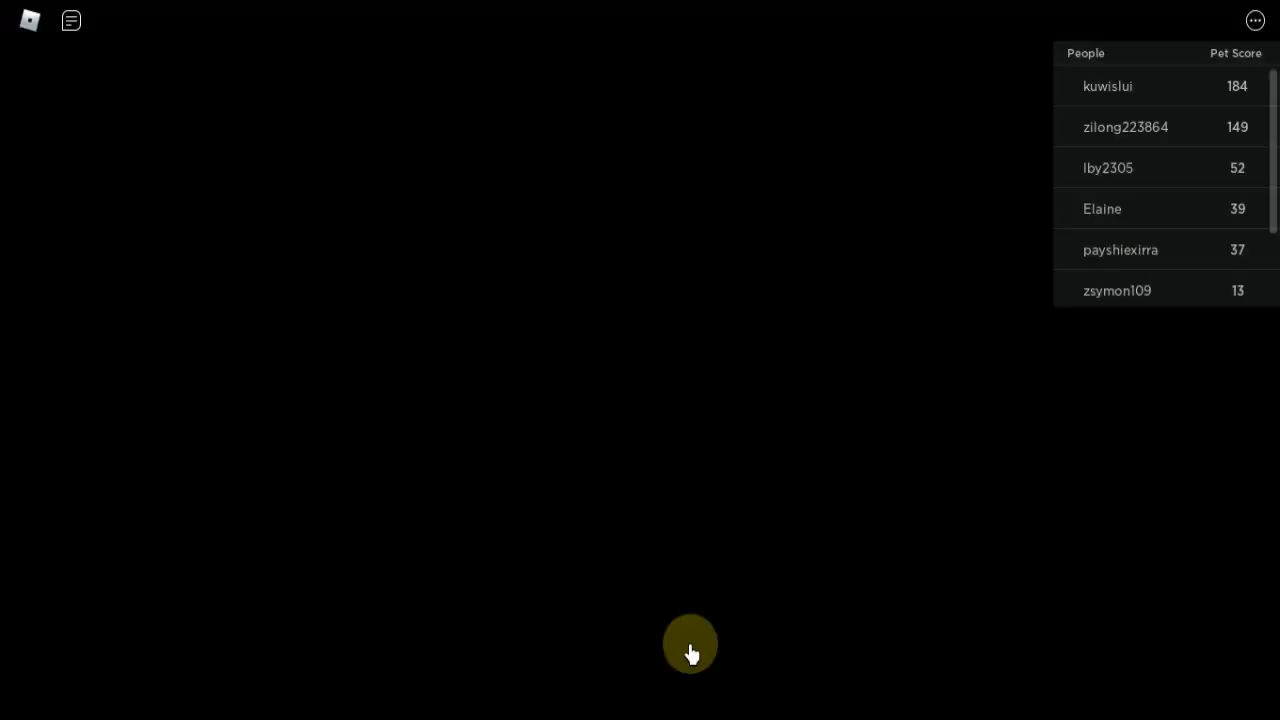 People Pet Score
kuwislui 184
zilong223864 149
lby2305 52
Elaine 39
payshiexirra 37
zsymon109 13